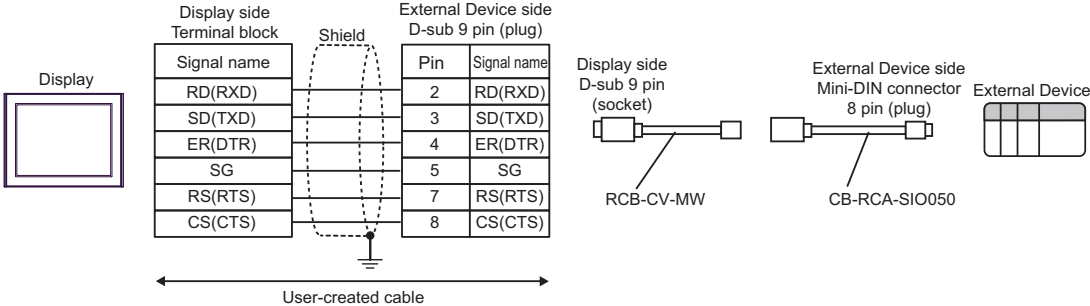 Display
Display side
Terminal block
Shield
External Device side
D-sub 9 pin (plug)
Signal name Pin Signal name
RD(RXD) 2 RD(RXD)
SD(TXD) 3 SD(TXD)
ER(DTR) 4 ER(DTR)
SG 5 SG
RS(RTS) 7 RS(RTS)
CS(CTS) 8 CS(CTS)
User-created cable
Display side
D-sub 9 pin
(socket)
RCB-CV-MW
External Device side
Mini-DIN connector
8 pin (plug)
CB-RCA-SIO050
External Device